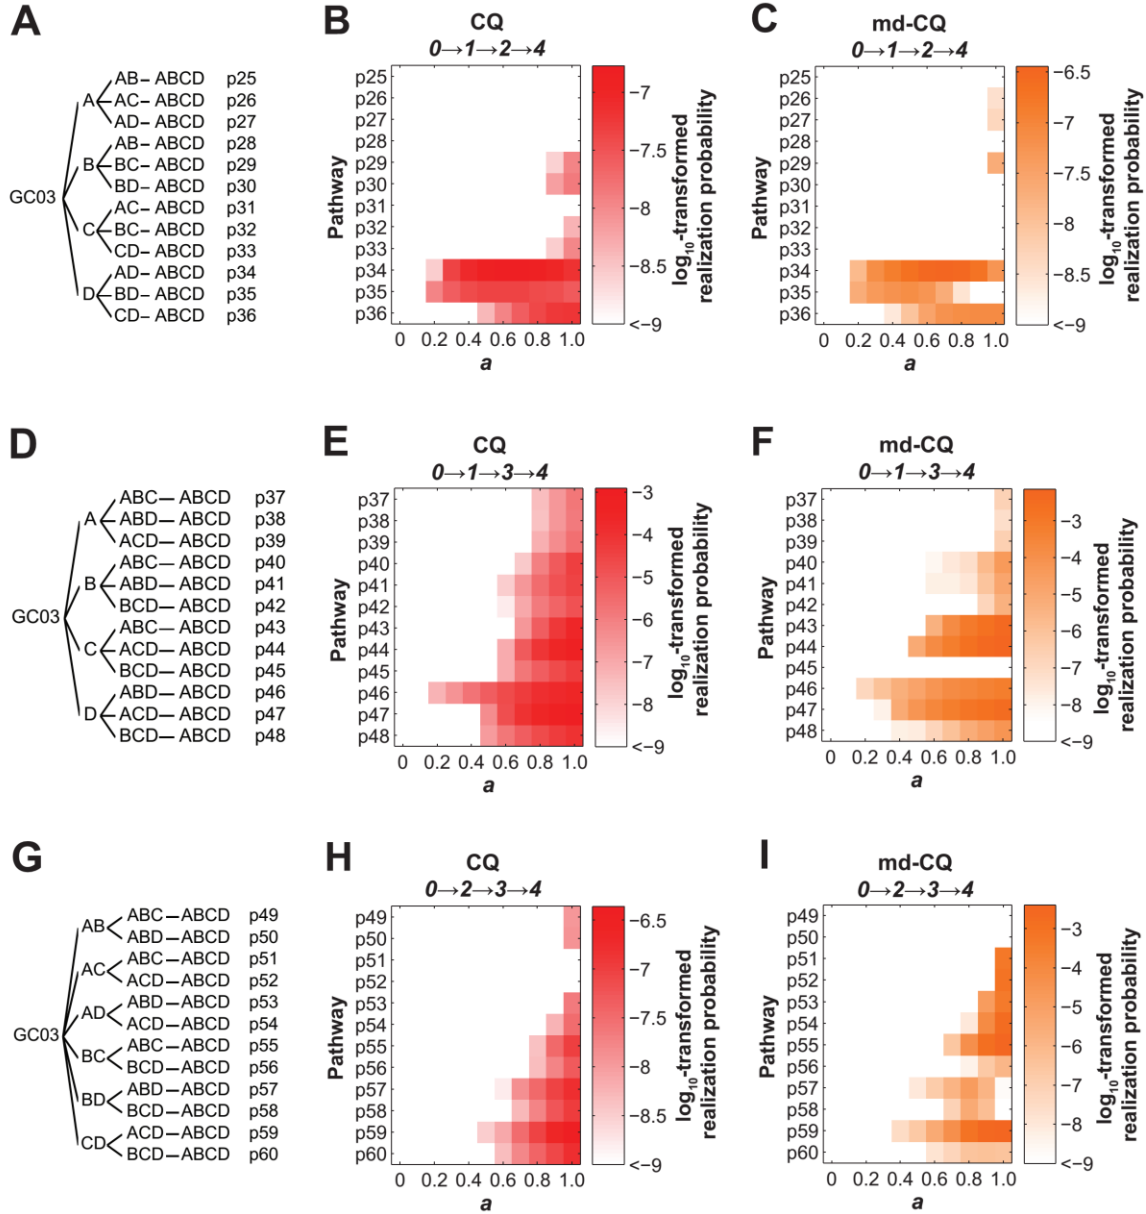 A
GC03
A
AB – ABCD p25
AC – ABCD p26
AD – ABCD p27
B
AB – ABCD p28
BC – ABCD p29
BD – ABCD p30
C
AC – ABCD p31
BC – ABCD p32
CD – ABCD p33
D
AD – ABCD p34
BD – ABCD p35
CD – ABCD p36
B
CQ
0→1→2→4
Pathway
p25
p26
p27
p28
p29
p30
p31
p32
p33
p34
p35
p36
0 0.2 0.4 0.6 0.8 1.0
a
−7
−7.5
−8
−8.5
<−9
log10-transformed
realization probability
C
md-CQ
0→1→2→4
Pathway
p25
p26
p27
p28
p29
p30
p31
p32
p33
p34
p35
p36
0 0.2 0.4 0.6 0.8 1.0
a
−6.5
−7
−7.5
−8
−8.5
<−9
log10-transformed
realization probability
D
GC03
A
ABC — ABCD p37
ABD — ABCD p38
ACD — ABCD p39
B
ABC — ABCD p40
ABD — ABCD p41
BCD — ABCD p42
C
ABC — ABCD p43
ACD — ABCD p44
BCD — ABCD p45
D
ABD — ABCD p46
ACD — ABCD p47
BCD — ABCD p48
E
CQ
0→1→3→4
Pathway
p37
p38
p39
p40
p41
p42
p43
p44
p45
p46
p47
p48
0 0.2 0.4 0.6 0.8 1.0
a
−3
−4
−5
−6
−7
−8
<−9
log10-transformed
realization probability
F
md-CQ
0→1→3→4
Pathway
p37
p38
p39
p40
p41
p42
p43
p44
p45
p46
p47
p48
0 0.2 0.4 0.6 0.8 1.0
a
−3
−4
−5
−6
−7
−8
<−9
log10-transformed
realization probability
G
GC03
AB
ABC — ABCD p49
ABD — ABCD p50
AC
ABC — ABCD p51
ACD — ABCD p52
AD
ABD — ABCD p53
ACD — ABCD p54
BC
ABC — ABCD p55
BCD — ABCD p56
BD
ABD — ABCD p57
BCD — ABCD p58
CD
ACD — ABCD p59
BCD — ABCD p60
H
CQ
0→2→3→4
Pathway
p49
p50
p51
p52
p53
p54
p55
p56
p57
p58
p59
p60
0 0.2 0.4 0.6 0.8 1.0
a
−6.5
−7
−7.5
−8
−8.5
<−9
log10-transformed
realization probability
I
md-CQ
0→2→3→4
Pathway
p49
p50
p51
p52
p53
p54
p55
p56
p57
p58
p59
p60
0 0.2 0.4 0.6 0.8 1.0
a
−3
−4
−5
−6
−7
−8
<−9
log10-transformed
realization probability